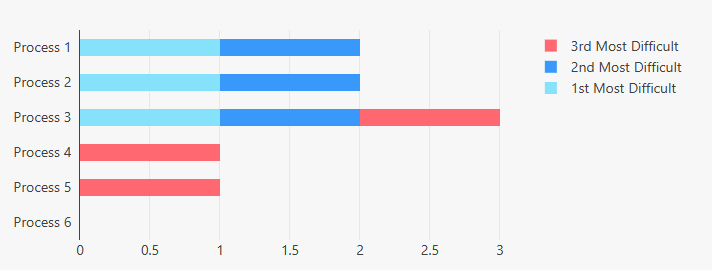 Process 1
Process 2
Process 3
Process 4
Process 5
Process 6
0 0.5 1 1.5 2 2.5 3
3rd Most Difficult
2nd Most Difficult
1st Most Difficult